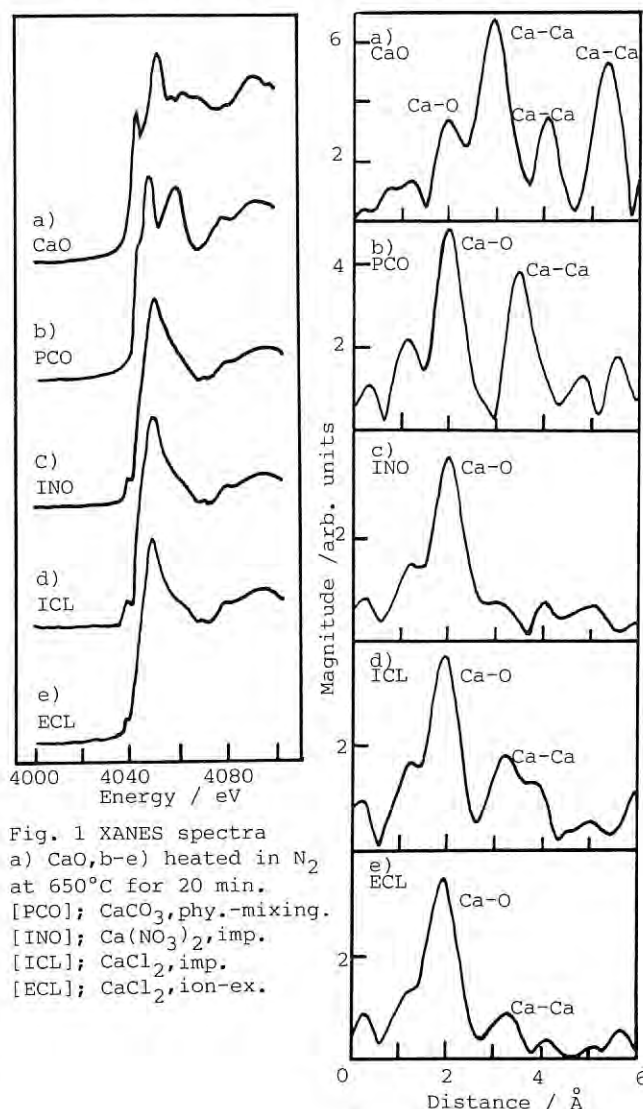 a)
CaO
b)
PCO
C)
INO
d)
ICL
e)
ECL
4000 4040 4080
Energy / eV
Fig. 1 XANES spectra
a) CaO,b-e) heated in N2
at 650°C for 20 min.
[PCO]; CaCO3,phy.-mixing.
[INO]; Ca(NO3)2,imp.
[ICL]; CaCl2,imp.
[ECL]; CaCl2,ion-ex.
Magnitude /arb. units
6
a)
CaO
Ca-Ca
Ca-Ca
Ca-O
Ca-Ca
2
b)
Ca-O
4
PCO
Ca-Ca
2
c)
INO
Ca-O
2
d)
ICL
Ca-O
Ca-Ca
2
e)
ECL
Ca-O
2
Ca-Ca
0 2 4 6
Distance / Å